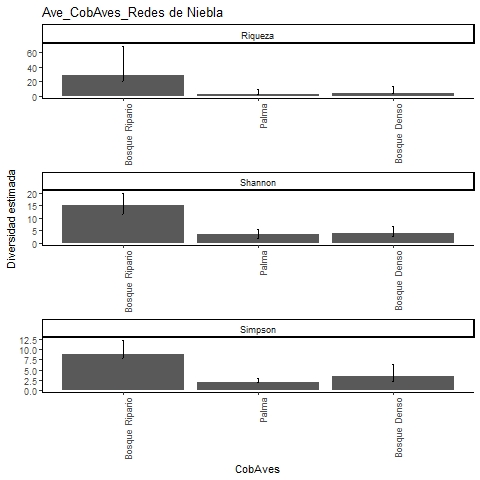 Ave_CobAves_Redes de Niebla
Riqueza
60
40
20
0
Bosque Ripario
Palma
Bosque Denso
Shannon
20
15
10
5
0
Bosque Ripario
Palma
Bosque Denso
Simpson
12.5
10.0
7.5
5.0
2.5
0.0
Bosque Ripario
Palma
Bosque Denso
Diversidad estimada
CobAves